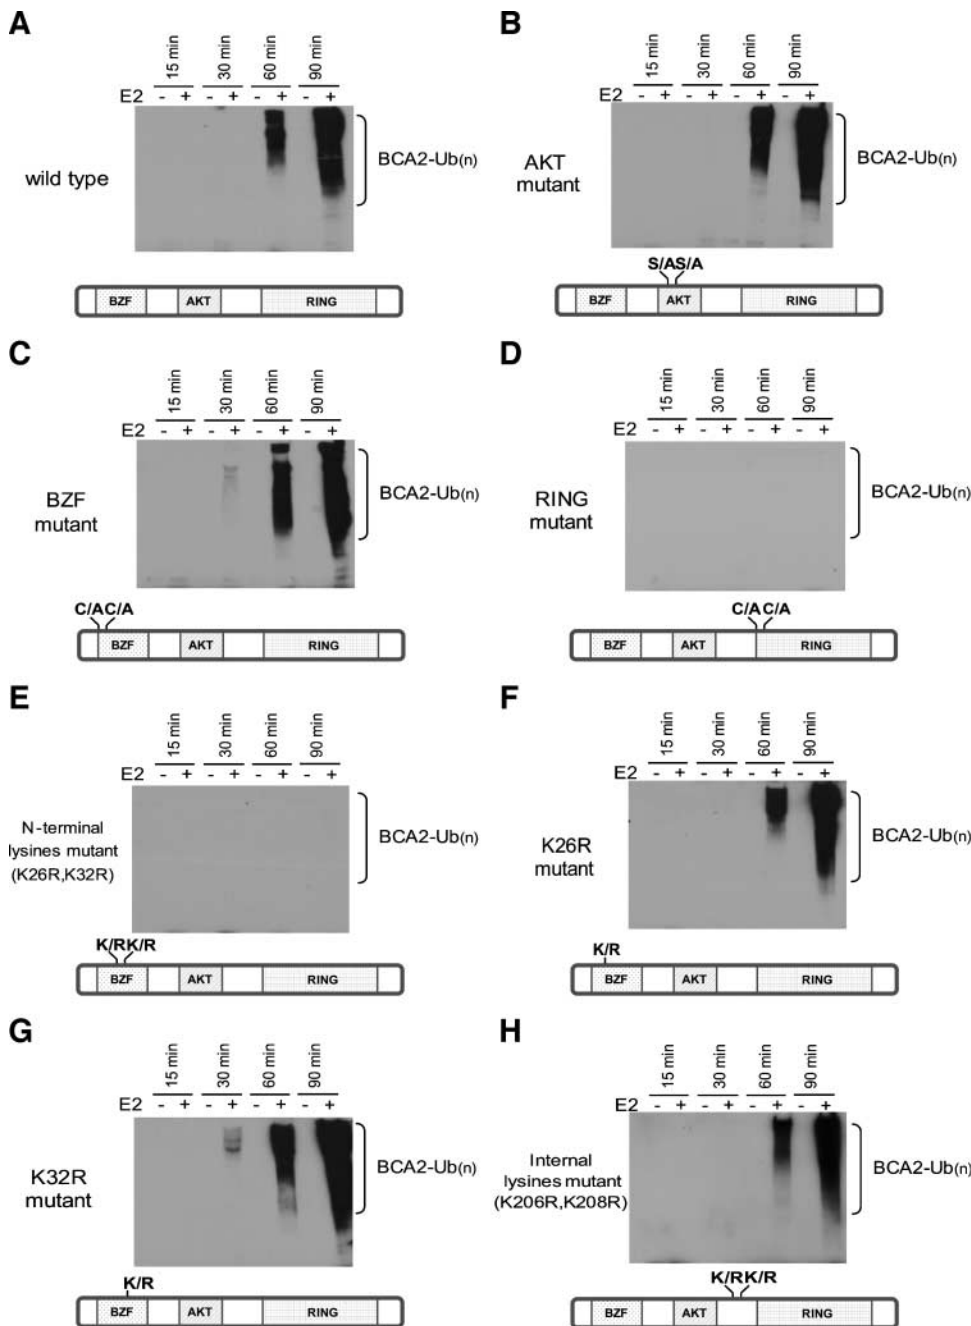 A
15 min 30 min 60 min 90 min
E2 - + - + - + - +
wild type
BCA2-Ub(n)
BZF AKT RING
B
15 min 30 min 60 min 90 min
E2 - + - + - + - +
AKT
mutant
BCA2-Ub(n)
S/AS/A
BZF AKT RING
C
15 min 30 min 60 min 90 min
E2 - + - + - + - +
BZF
mutant
BCA2-Ub(n)
C/AC/A
BZF AKT RING
D
15 min 30 min 60 min 90 min
E2 - + - + - + - +
RING
mutant
BCA2-Ub(n)
C/AC/A
BZF AKT RING
E
15 min 30 min 60 min 90 min
E2 - + - + - + - +
N-terminal
lysines mutant
(K26R,K32R)
BCA2-Ub(n)
K/RK/R
BZF AKT RING
F
15 min 30 min 60 min 90 min
E2 - + - + - + - +
K26R
mutant
BCA2-Ub(n)
K/R
BZF AKT RING
G
15 min 30 min 60 min 90 min
E2 - + - + - + - +
K32R
mutant
BCA2-Ub(n)
K/R
BZF AKT RING
H
15 min 30 min 60 min 90 min
E2 - + - + - + - +
Internal
lysines mutant
(K206R,K208R)
BCA2-Ub(n)
K/RK/R
BZF AKT RING